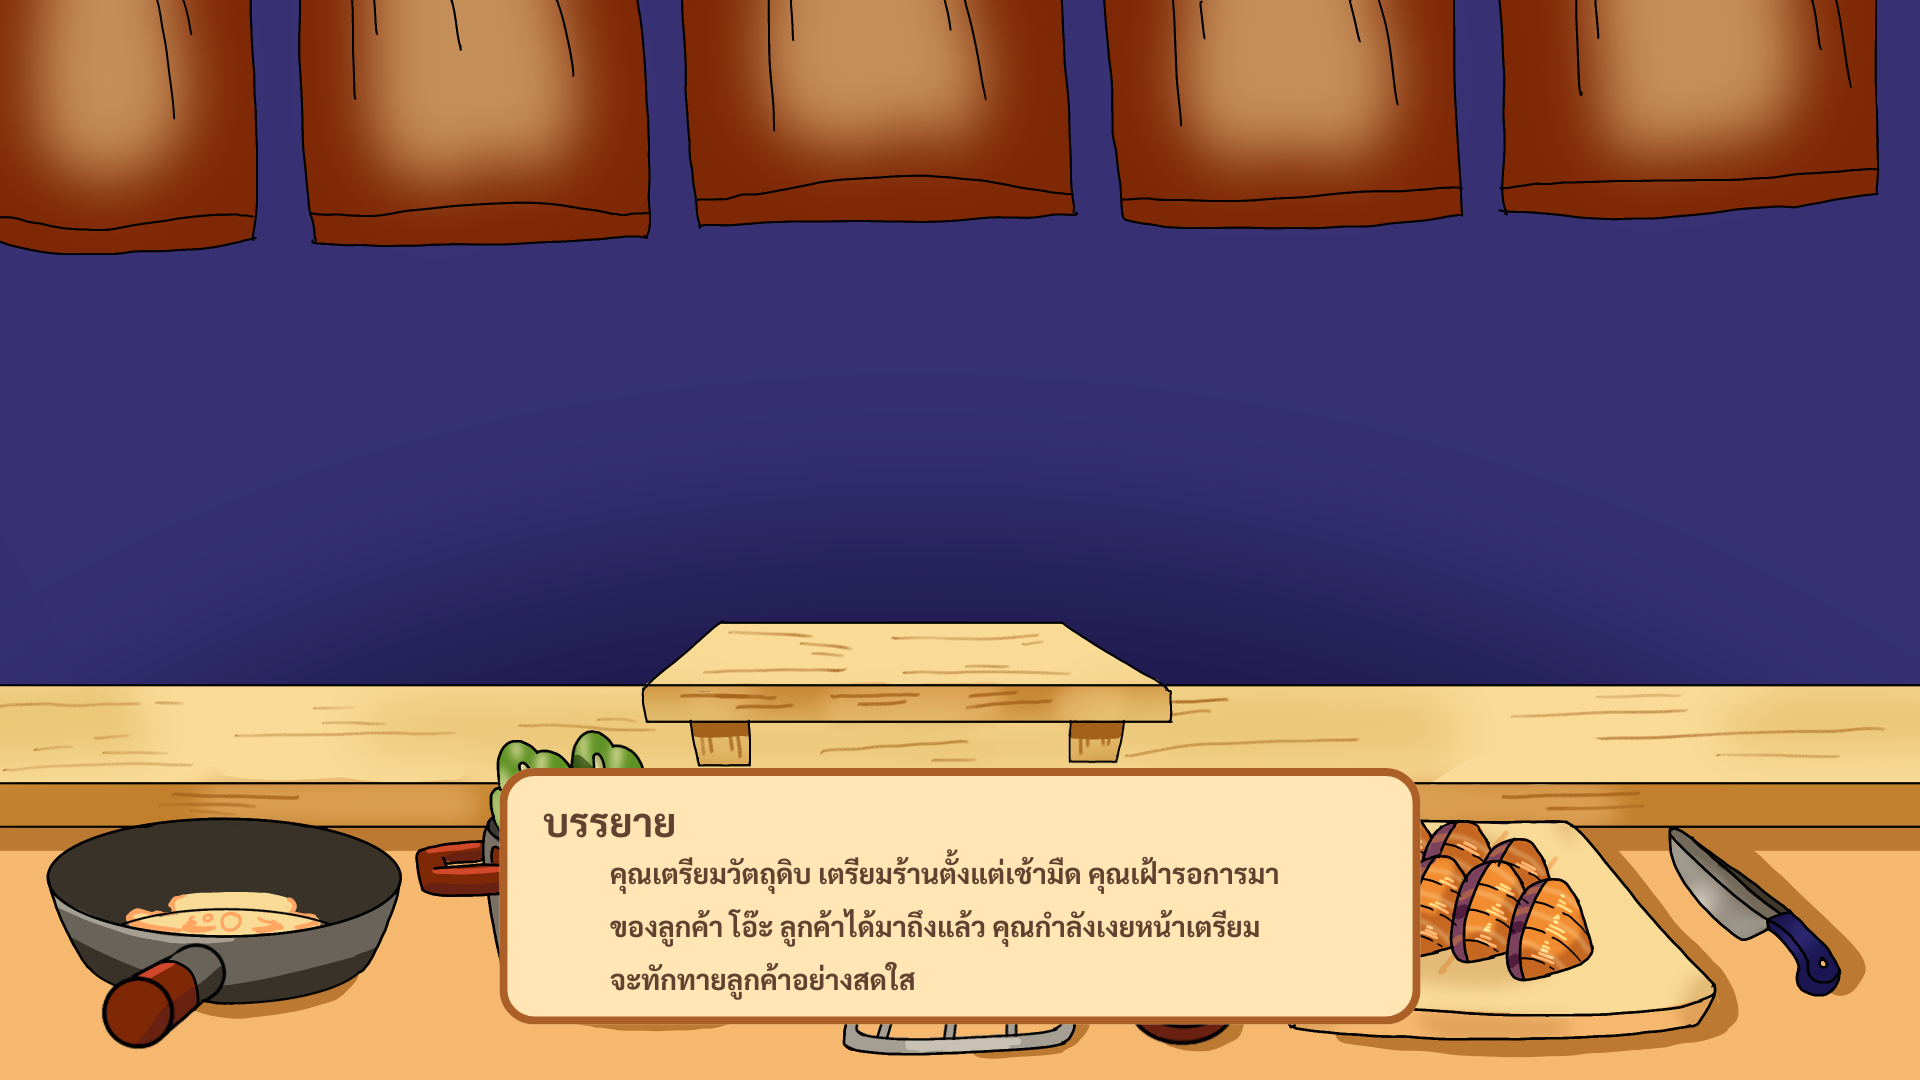 บรรยาย
คุณเตรียมวัตถุดิบ เตรียมร้านตั้งแต่เช้ามืด คุณเฝ้ารอการมา
ของลูกค้า โอ๊ะ ลูกค้าได้มาถึงแล้ว คุณกำลังเงยหน้าเตรียม
จะทักทายลูกค้าอย่างสดใส